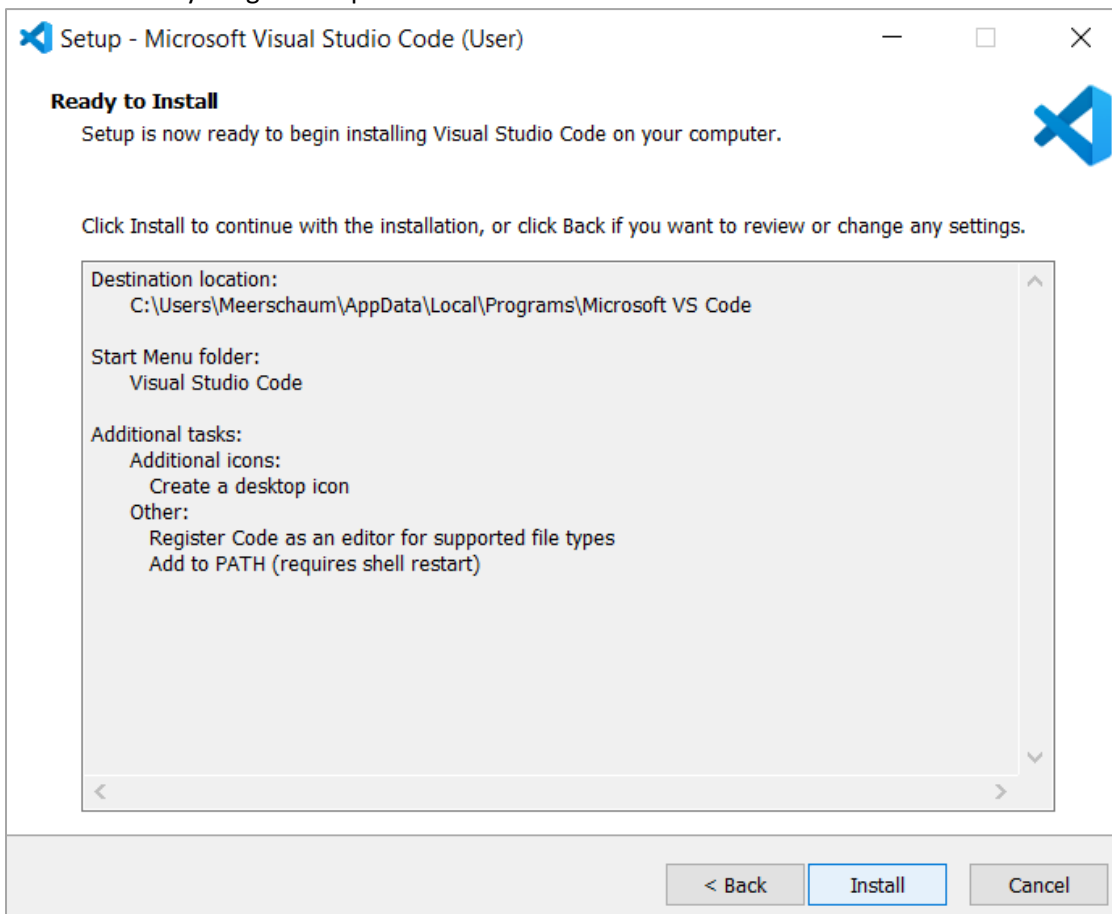 Setup - Microsoft Visual Studio Code (User)
Ready to Install
Setup is now ready to begin installing Visual Studio Code on your computer.
Click Install to continue with the installation, or click Back if you want to review or change any settings.
Destination location:
C:\Users\Meerschaum\AppData\Local\Programs\Microsoft VS Code
Start Menu folder:
Visual Studio Code
Additional tasks:
Additional icons:
Create a desktop icon
Other:
Register Code as an editor for supported file types
Add to PATH (requires shell restart)
< Back Install Cancel